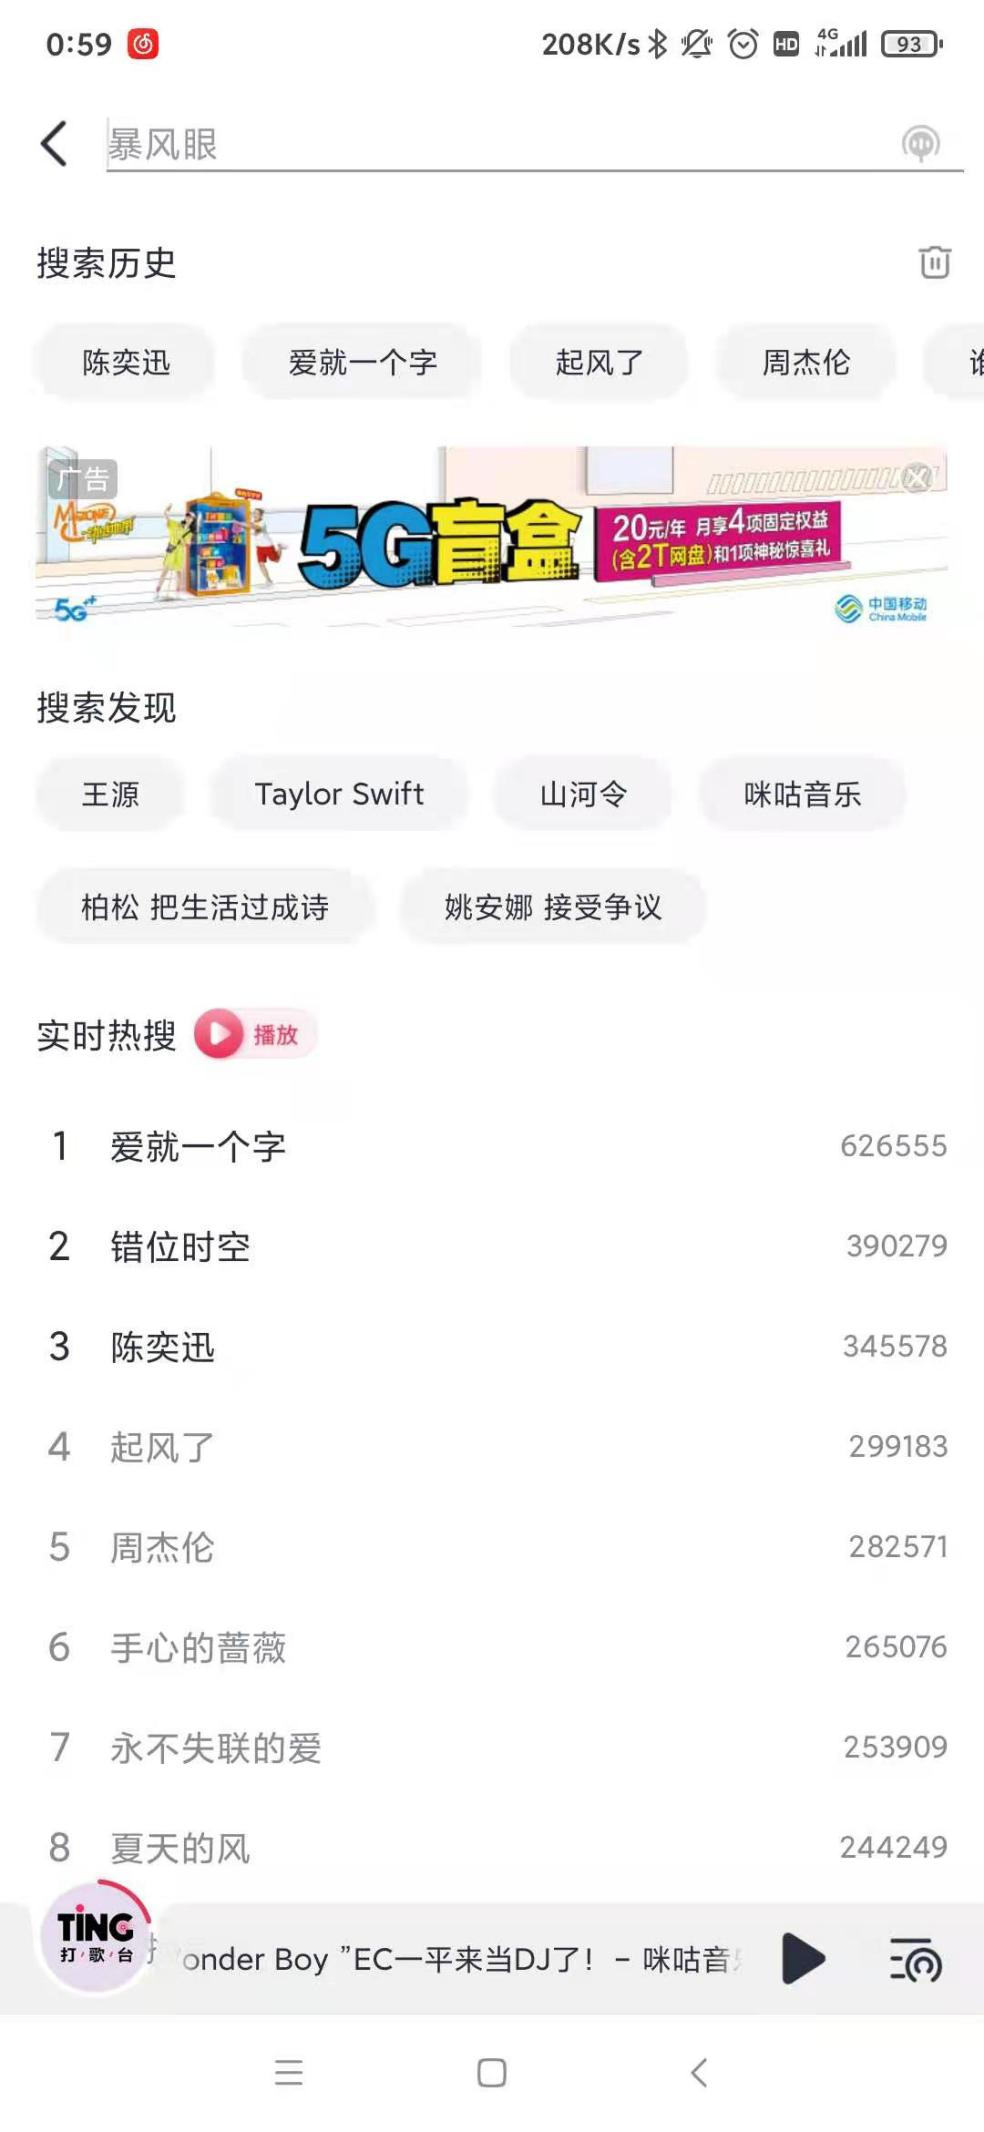 0:59 208K/s HD 4G 93
暴风眼
搜索历史
陈奕迅 爱就一个字 起风了 周杰伦
广告
M-ZONE
5G盲盒
20元/年 月享4项固定权益
(含2T网盘)和1项神秘惊喜礼
5G++
中国移动
China Mobile
搜索发现
王源 Taylor Swift 山河令 咪咕音乐
柏松 把生活过成诗 姚安娜 接受争议
实时热搜 播放
1 爱就一个字 626555
2 错位时空 390279
3 陈奕迅 345578
4 起风了 299183
5 周杰伦 282571
6 手心的蔷薇 265076
7 永不失联的爱 253909
8 夏天的风 244249
TING
打·歌·台
onder Boy ”EC一平来当DJ了! - 咪咕音